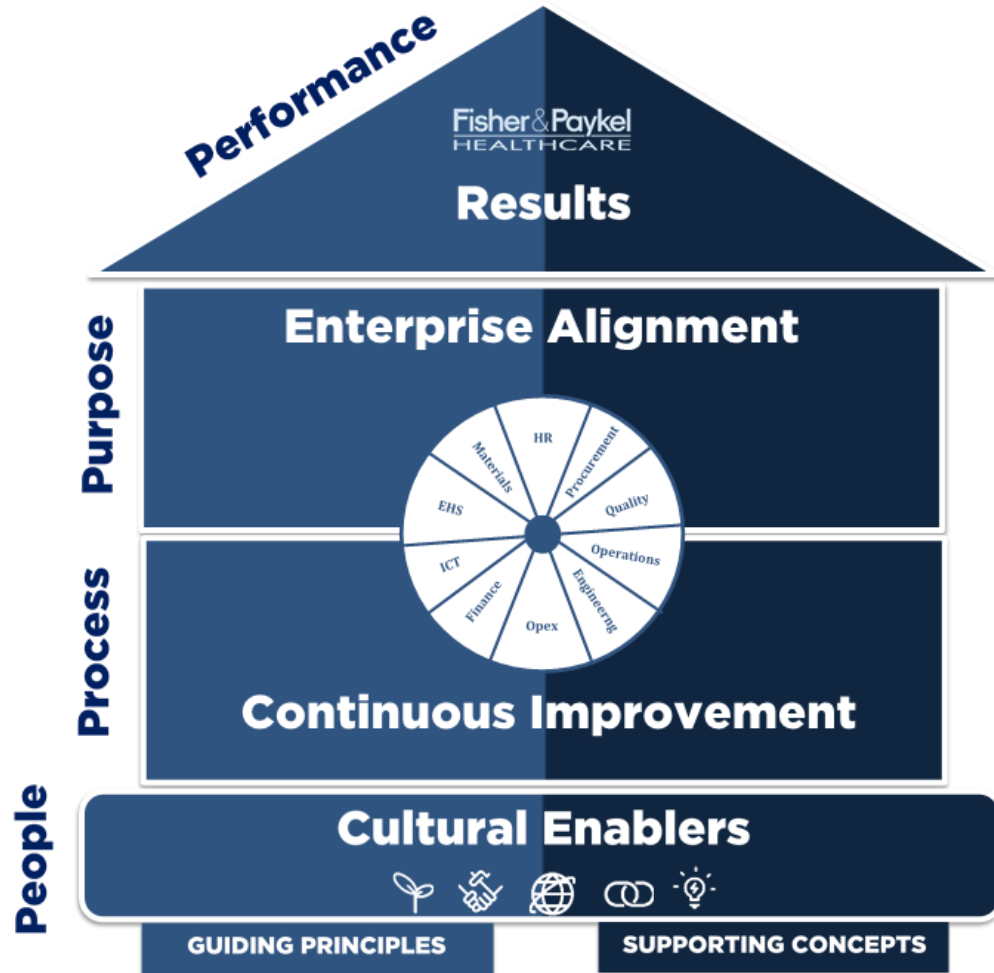 Performance
Fisher&Paykel
HEALTHCARE
Results
Purpose
Enterprise Alignment
HR
Procurement
Quality
Operations
Engineerng
Opex
Finance
ICT
EHS
Materials
Process
Continuous Improvement
People
Cultural Enablers
GUIDING PRINCIPLES
SUPPORTING CONCEPTS